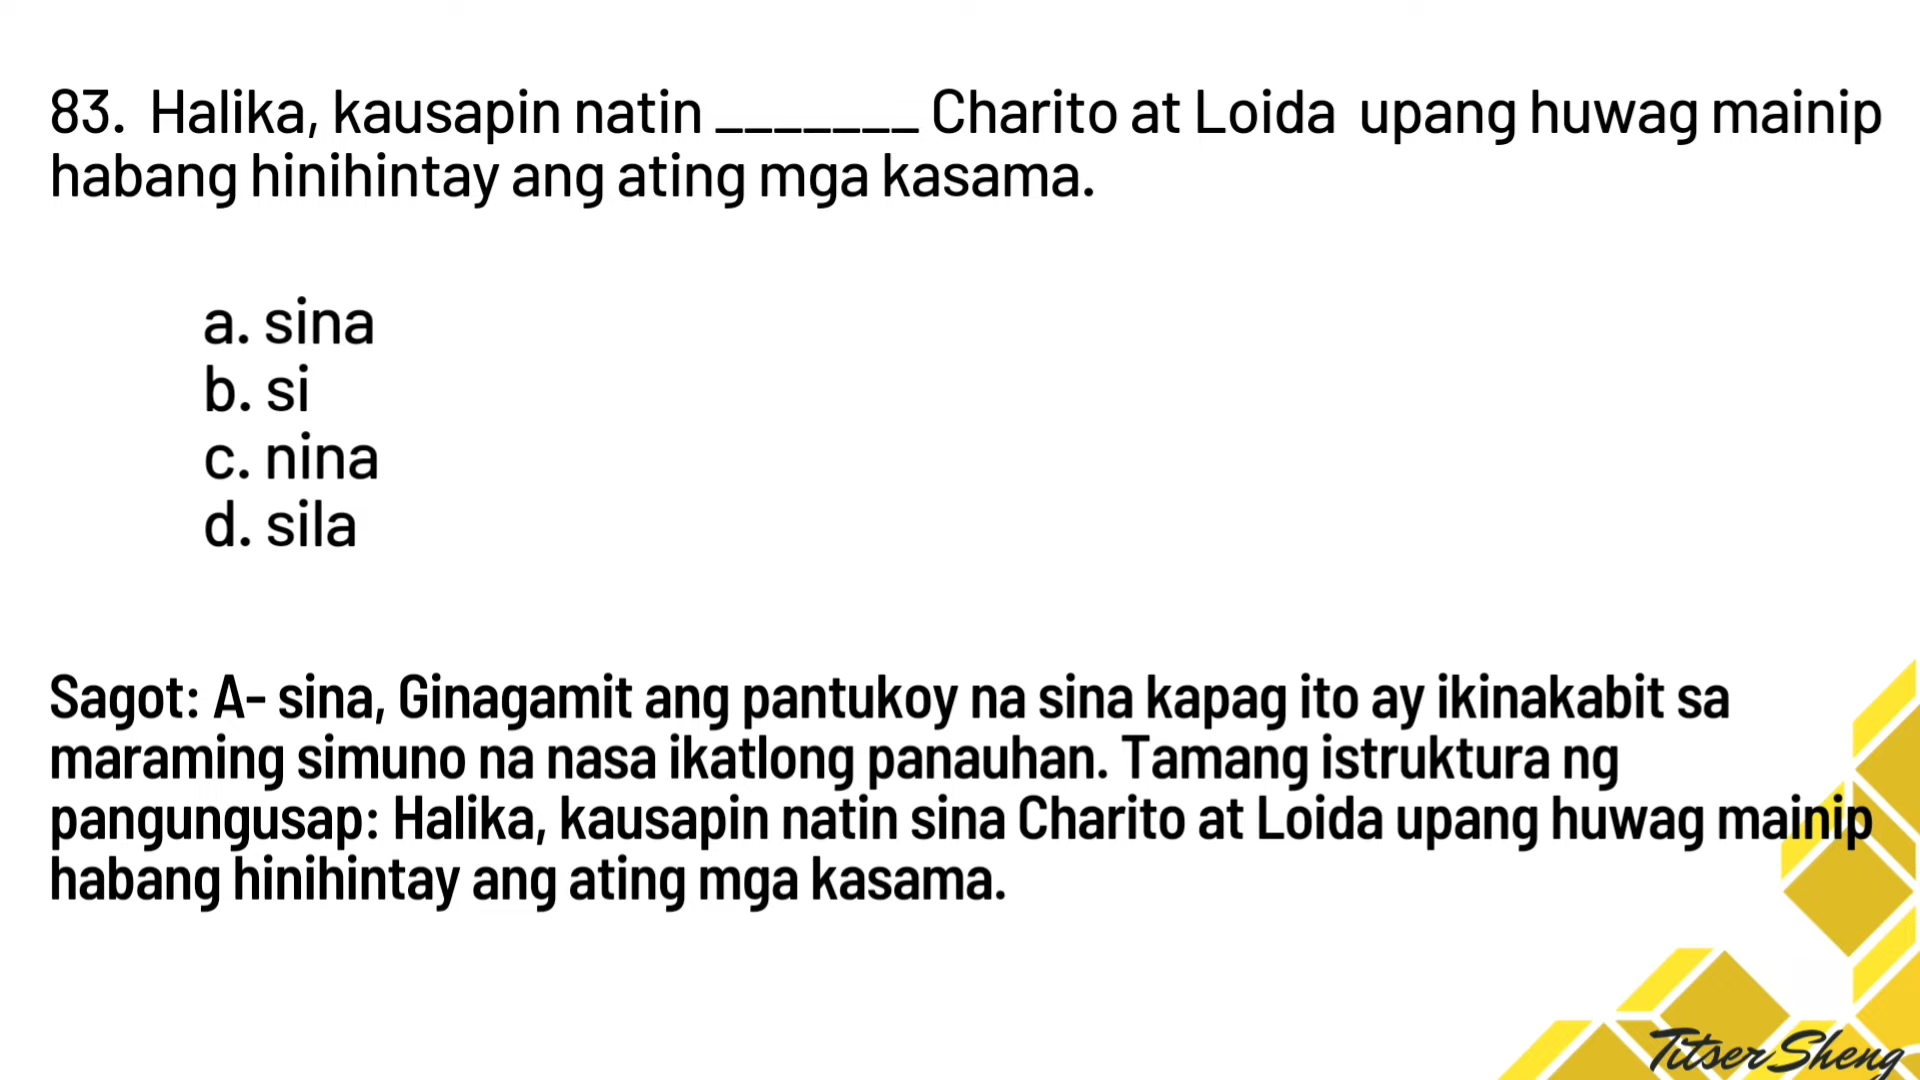 83. Halika, kausapin natin _______ Charito at Loida upang huwag mainip
habang hinihintay ang ating mga kasama.
a. sina
b. si
c. nina
d. sila
Sagot: A- sina, Ginagamit ang pantukoy na sina kapag ito ay ikinakabit sa
maraming simuno na nasa ikatlong panauhan. Tamang istruktura ng
pangungusap: Halika, kausapin natin sina Charito at Loida upang huwag mainip
habang hinihintay ang ating mga kasama.
Titser Sheng